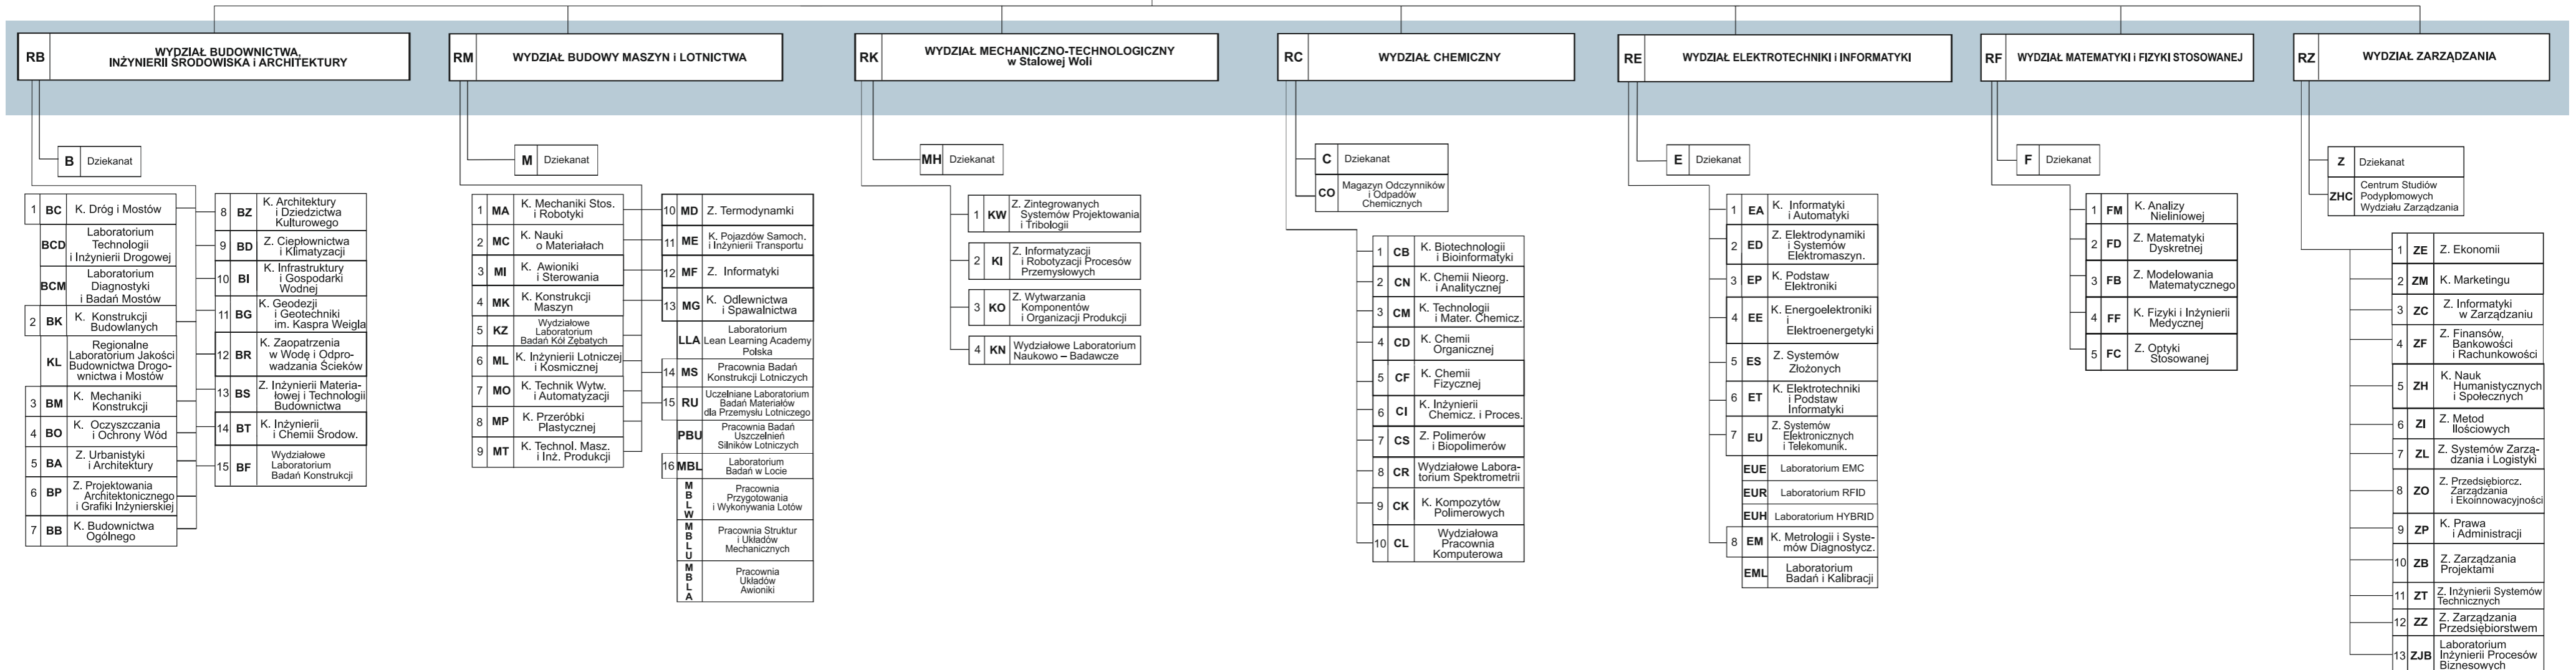 RB
WYDZIAŁ BUDOWNICTWA,
INŻYNIERII ŚRODOWISKA i ARCHITEKTURY
B Dziekanat
1 BC K. Dróg i Mostów
BCD Laboratorium
Technologii
i Inżynierii Drogowej
BCM Laboratorium
Diagnostyki
i Badań Mostów
2 BK K. Konstrukcji
Budowlanych
KL Regionalne
Laboratorium Jakości
Budownictwa Drogo-
wnictwa i Mostów
3 BM K. Mechaniki
Konstrukcji
4 BO K. Oczyszczania
i Ochrony Wód
5 BA Z. Urbanistyki
i Architektury
6 BP Z. Projektowania
Architektonicznego
i Grafiki Inżynierskiej
7 BB K. Budownictwa
Ogólnego
8 BZ K. Architektury
i Dziedzictwa
Kulturowego
9 BD Z. Ciepłownictwa
i Klimatyzacji
10 BI K. Infrastruktury
i Gospodarki
Wodnej
11 BG K. Geodezji
i Geotechniki
im. Kaspra Weigla
12 BR K. Zaopatrzenia
w Wodę i Odpro-
wadzania Ścieków
13 BS Z. Inżynierii Materia-
łowej i Technologii
Budownictwa
14 BT K. Inżynierii
i Chemii Środow.
15 BF Wydziałowe
Laboratorium
Badań Konstrukcji
RM WYDZIAŁ BUDOWY MASZYN i LOTNICTWA
M Dziekanat
1 MA K. Mechaniki Stos.
i Robotyki
2 MC K. Nauki
o Materiałach
3 MI K. Awioniki
i Sterowania
4 MK K. Konstrukcji
Maszyn
5 KZ Wydziałowe
Laboratorium
Badań Kół Zębatych
6 ML K. Inżynierii Lotniczej
i Kosmicznej
7 MO K. Technik Wytw.
i Automatyzacji
8 MP K. Przeróbki
Plastycznej
9 MT K. Technol. Masz.
i Inż. Produkcji
10 MD Z. Termodynamki
11 ME K. Pojazdów Samoch.
i Inżynierii Transportu
12 MF Z. Informatyki
13 MG K. Odlewnictwa
i Spawalnictwa
LLA Laboratorium
Lean Learning Academy
Polska
14 MS Pracownia Badań
Konstrukcji Lotniczych
15 RU Uczelniane Laboratorium
Badań Materiałów
dla Przemysłu Lotniczego
PBU Pracownia Badań
Uszczelnień
Silników Lotniczych
16 MBL Laboratorium
Badań w Locie
M
B
L
W
Pracownia
Przygotowania
i Wykonywania Lotów
M
B
L
U
Pracownia Struktur
i Układów
Mechanicznych
M
B
L
A
Pracownia
Układów
Awioniki
RK
WYDZIAŁ MECHANICZNO-TECHNOLOGICZNY
w Stalowej Woli
MH Dziekanat
1 KW Z. Zintegrowanych
Systemów Projektowania
i Tribologii
2 KI Z. Informatyzacji
i Robotyzacji Procesów
Przemysłowych
3 KO Z. Wytwarzania
Komponentów
i Organizacji Produkcji
4 KN Wydziałowe Laboratorium
Naukowo – Badawcze
RC WYDZIAŁ CHEMICZNY
C Dziekanat
CO Magazyn Odczynników
i Odpadów
Chemicznych
1 CB K. Biotechnologii
i Bioinformatyki
2 CN K. Chemii Nieorg.
i Analitycznej
3 CM K. Technologii
i Mater. Chemicz.
4 CD K. Chemii
Organicznej
5 CF K. Chemii
Fizycznej
6 CI K. Inżynierii
Chemicz. i Proces.
7 CS Z. Polimerów
i Biopolimerów
8 CR Wydziałowe Labora-
torium Spektrometrii
9 CK K. Kompozytów
Polimerowych
10 CL Wydziałowa
Pracownia
Komputerowa
RE WYDZIAŁ ELEKTROTECHNIKI i INFORMATYKI
E Dziekanat
1 EA K. Informatyki
i Automatyki
2 ED Z. Elektrodynamiki
i Systemów
Elektromaszyn.
3 EP K. Podstaw
Elektroniki
4 EE K. Energoelektroniki
i
Elektroenergetyki
5 ES Z. Systemów
Złożonych
6 ET K. Elektrotechniki
i Podstaw
Informatyki
7 EU Z. Systemów
Elektronicznych
i Telekomunik.
EUE Laboratorium EMC
EUR Laboratorium RFID
EUH Laboratorium HYBRID
8 EM K. Metrologii i Syste-
mów Diagnostycz.
EML Laboratorium
Badań i Kalibracji
RF WYDZIAŁ MATEMATYKI i FIZYKI STOSOWANEJ
F Dziekanat
1 FM K. Analizy
Nieliniowej
2 FD Z. Matematyki
Dyskretnej
3 FB Z. Modelowania
Matematycznego
4 FF K. Fizyki i Inżynierii
Medycznej
5 FC Z. Optyki
Stosowanej
RZ WYDZIAŁ ZARZĄDZANIA
Z Dziekanat
ZHC Centrum Studiów
Podyplomowych
Wydziału Zarządzania
1 ZE Z. Ekonomii
2 ZM K. Marketingu
3 ZC Z. Informatyki
w Zarządzaniu
4 ZF Z. Finansów,
Bankowości
i Rachunkowości
5 ZH K. Nauk
Humanistycznych
i Społecznych
6 ZI Z. Metod
Ilościowych
7 ZL Z. Systemów Zarzą-
dzania i Logistyki
8 ZO Z. Przedsiębiorcz.
Zarządzania
i Ekoinnowacyjności
9 ZP K. Prawa
i Administracji
10 ZB Z. Zarządzania
Projektami
11 ZT Z. Inżynierii Systemów
Technicznych
12 ZZ Z. Zarządzania
Przedsiębiorstwem
13 ZJB Laboratorium
Inżynierii Procesów
Biznesowych